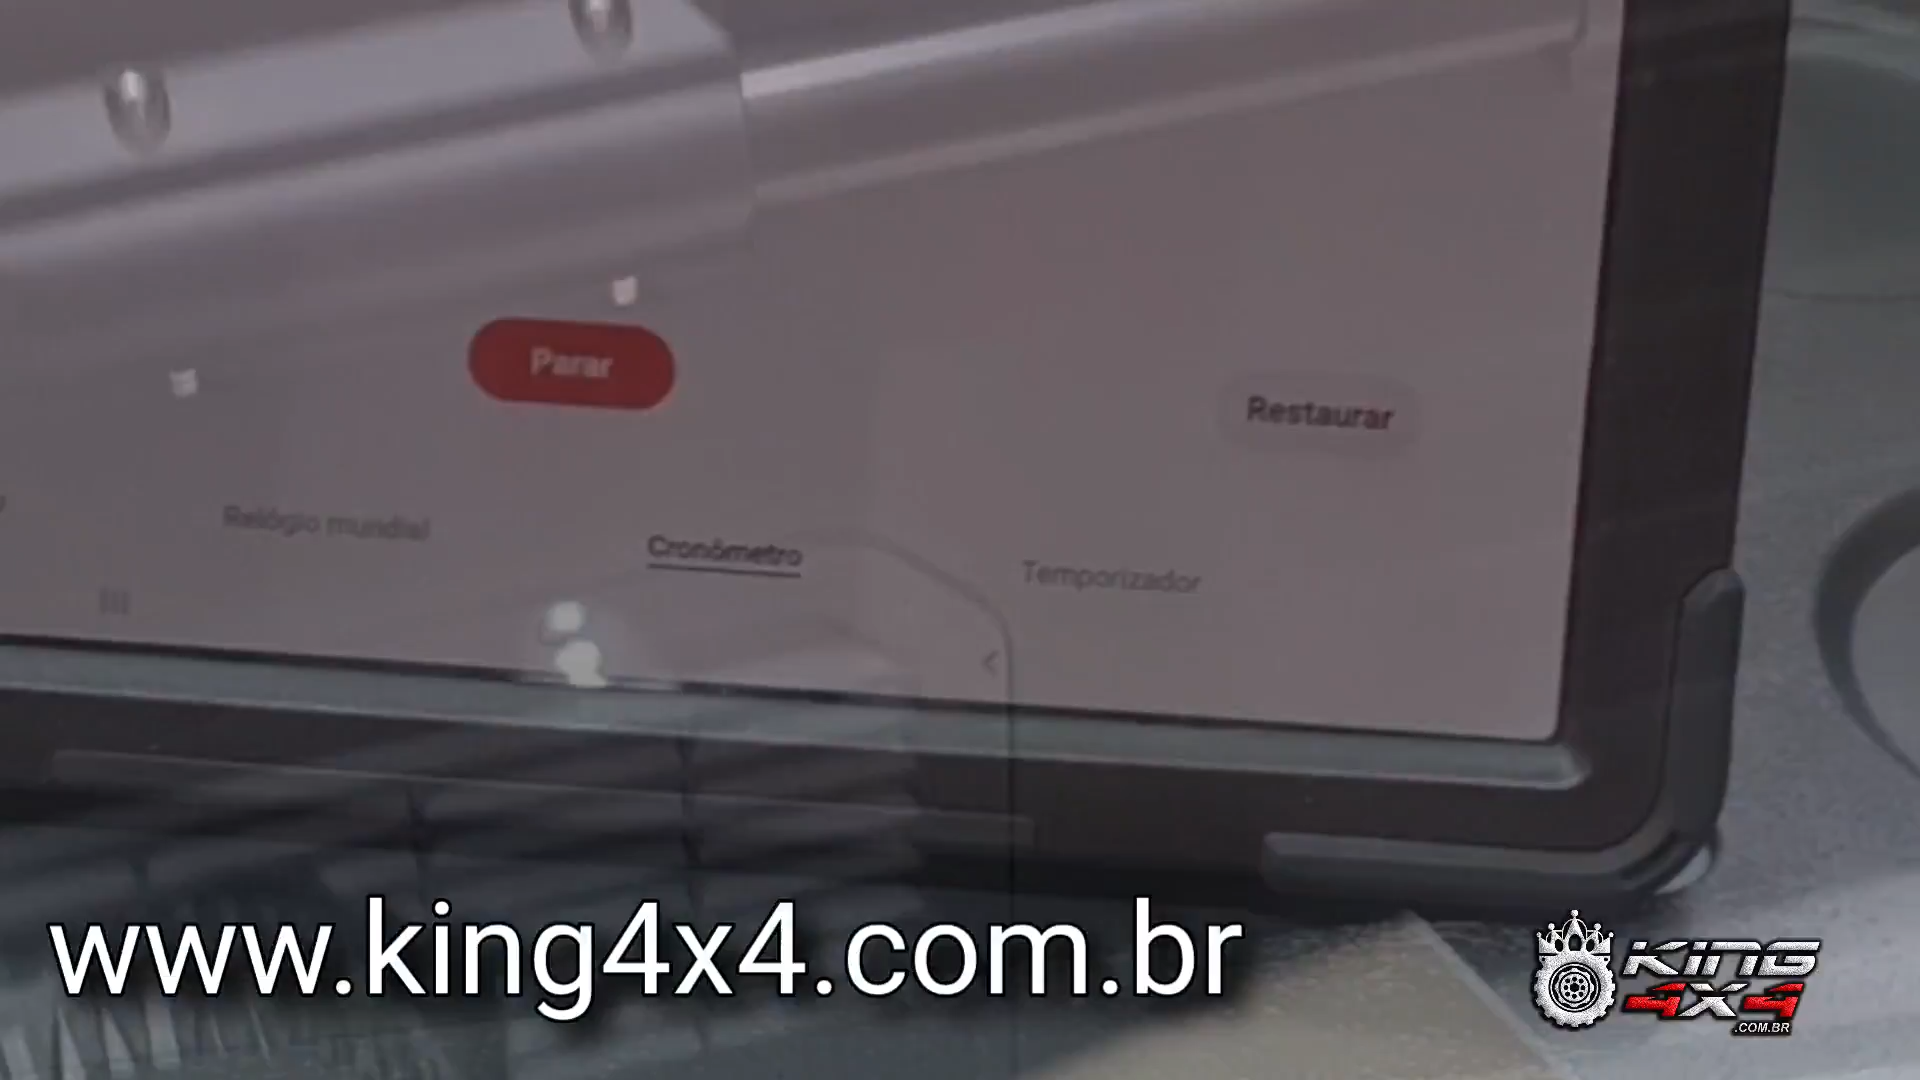 Parar
Restaurar
Relógio mundial
Cronômetro
Temporizador
www.king4x4.com.br
KING
4X4
.COM.BR